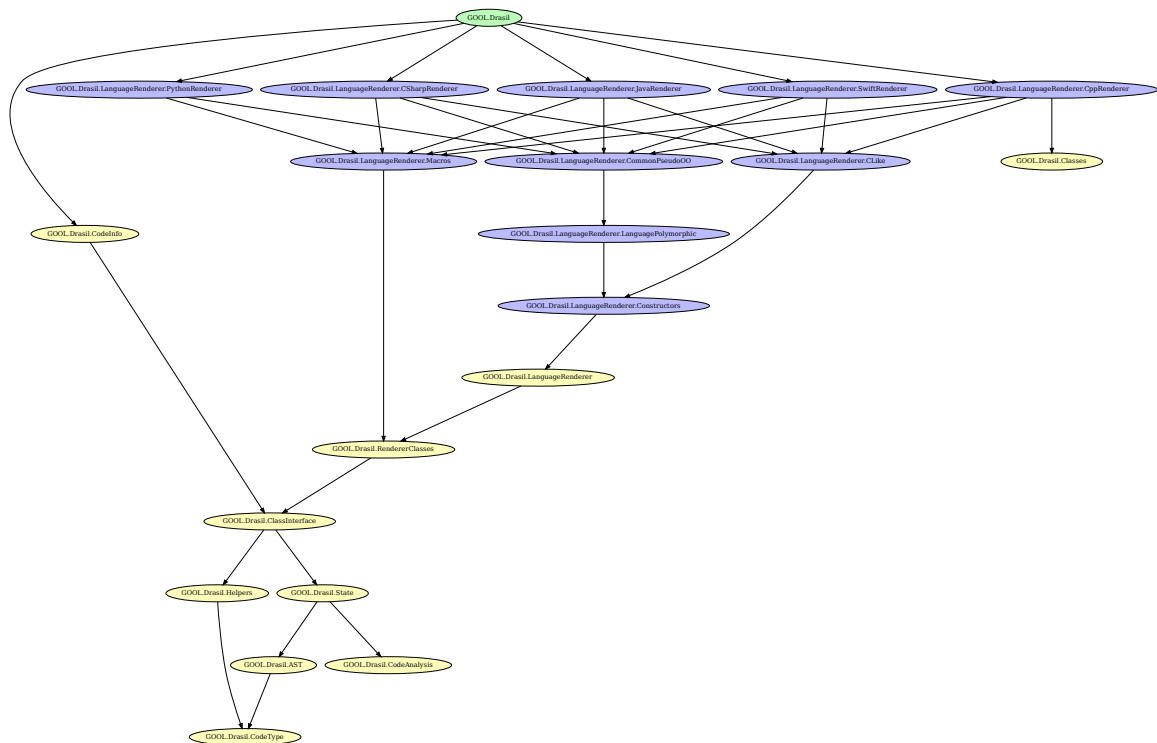 GOOL.Drasil
GOOL.Drasil.LanguageRenderer.PythonRenderer
GOOL.Drasil.LanguageRenderer.CSharpRenderer
GOOL.Drasil.LanguageRenderer.JavaRenderer
GOOL.Drasil.LanguageRenderer.SwiftRenderer
GOOL.Drasil.LanguageRenderer.CppRenderer
GOOL.Drasil.LanguageRenderer.Macros
GOOL.Drasil.LanguageRenderer.CommonPseudoOO
GOOL.Drasil.LanguageRenderer.CLike
GOOL.Drasil.Classes
GOOL.Drasil.CodeInfo
GOOL.Drasil.LanguageRenderer.LanguagePolymorphic
GOOL.Drasil.LanguageRenderer.Constructors
GOOL.Drasil.LanguageRenderer
GOOL.Drasil.RendererClasses
GOOL.Drasil.ClassInterface
GOOL.Drasil.Helpers
GOOL.Drasil.State
GOOL.Drasil.AST
GOOL.Drasil.CodeAnalysis
GOOL.Drasil.CodeType